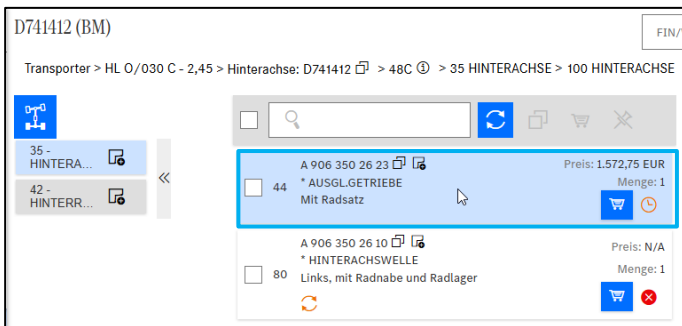 D741412 (BM)
FIN/
Transporter > HL O/030 C - 2,45 > Hinterachse: D741412 > 48C > 35 HINTERACHSE > 100 HINTERACHSE
35 -
HINTERA...
42 -
HINTERR...
«
A 906 350 26 23
Preis: 1.572,75 EUR
44
* AUSGL.GETRIEBE
Menge: 1
Mit Radsatz
A 906 350 26 10
Preis: N/A
* HINTERACHSWELLE
Menge: 1
80
Links, mit Radnabe und Radlager